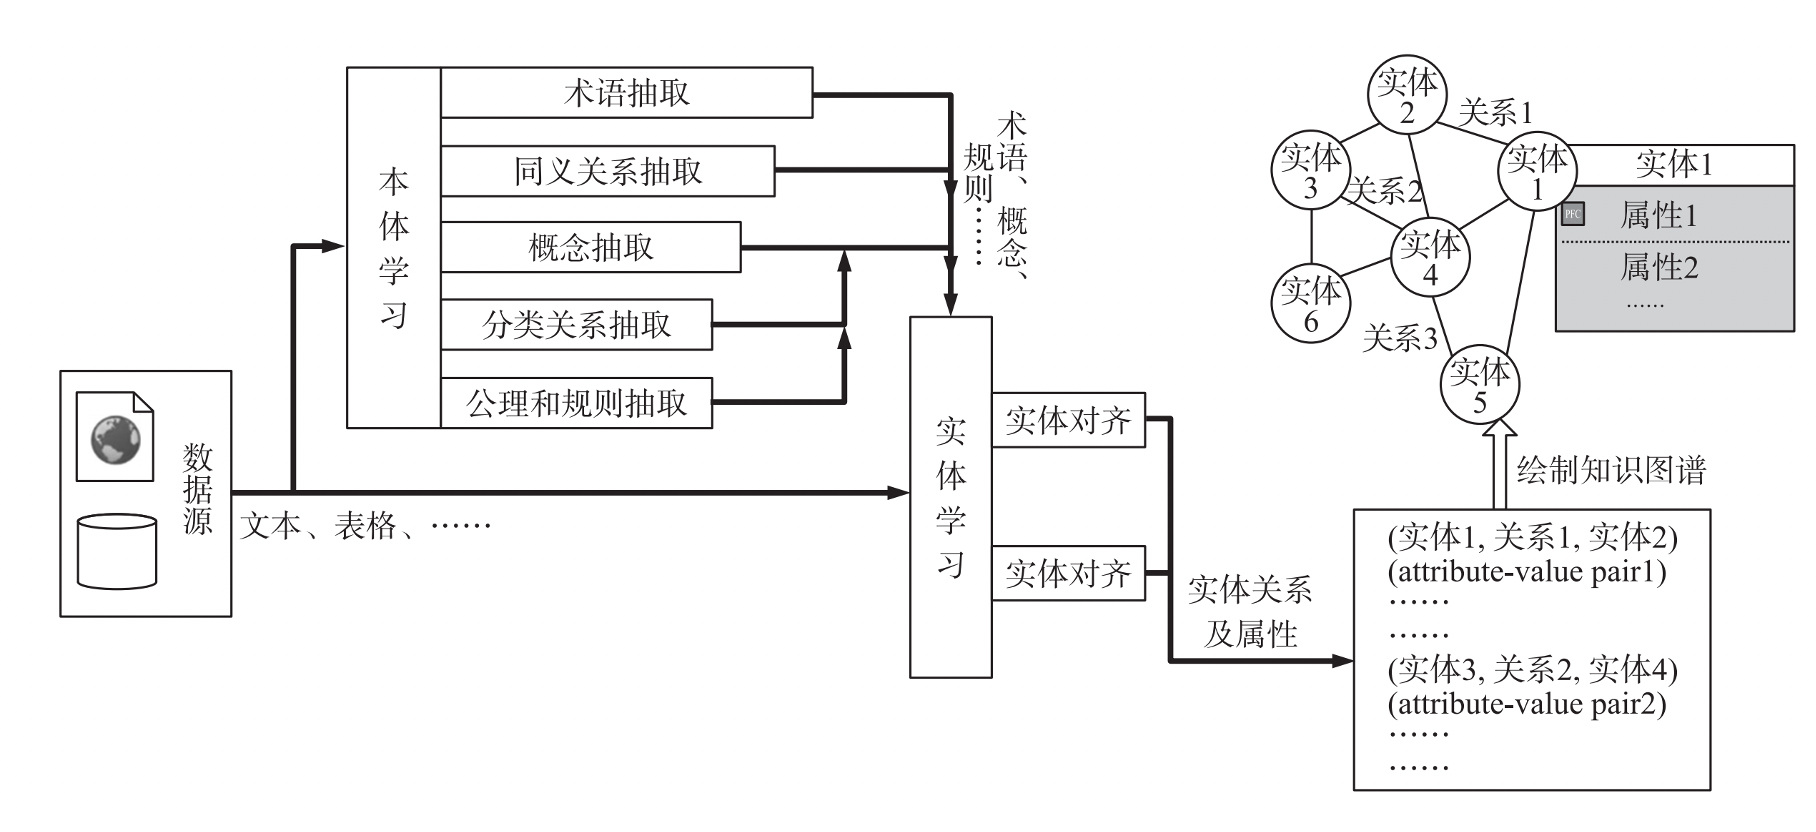 数据源
文本、表格、……
本体学习
术语抽取
同义关系抽取
概念抽取
分类关系抽取
公理和规则抽取
术语、概念、
规则……
实体学习
实体对齐
实体对齐
实体关系
及属性
(实体1, 关系1, 实体2)
(attribute-value pair1)
……
……
(实体3, 关系2, 实体4)
(attribute-value pair2)
……
……
绘制知识图谱
实体
2
关系1
实体
3
关系2
实体
1
实体
4
实体
6
关系3
实体
5
实体1
PFC
属性1
属性2
……